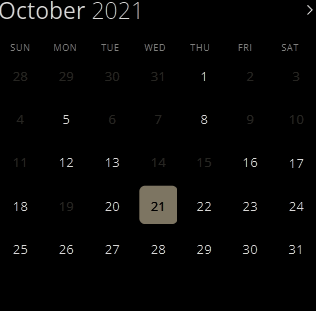 October 2021
SUN MON TUE WED THU FRI SAT
28 29 30 31 1 2 3
4 5 6 7 8 9 10
11 12 13 14 15 16 17
18 19 20 21 22 23 24
25 26 27 28 29 30 31